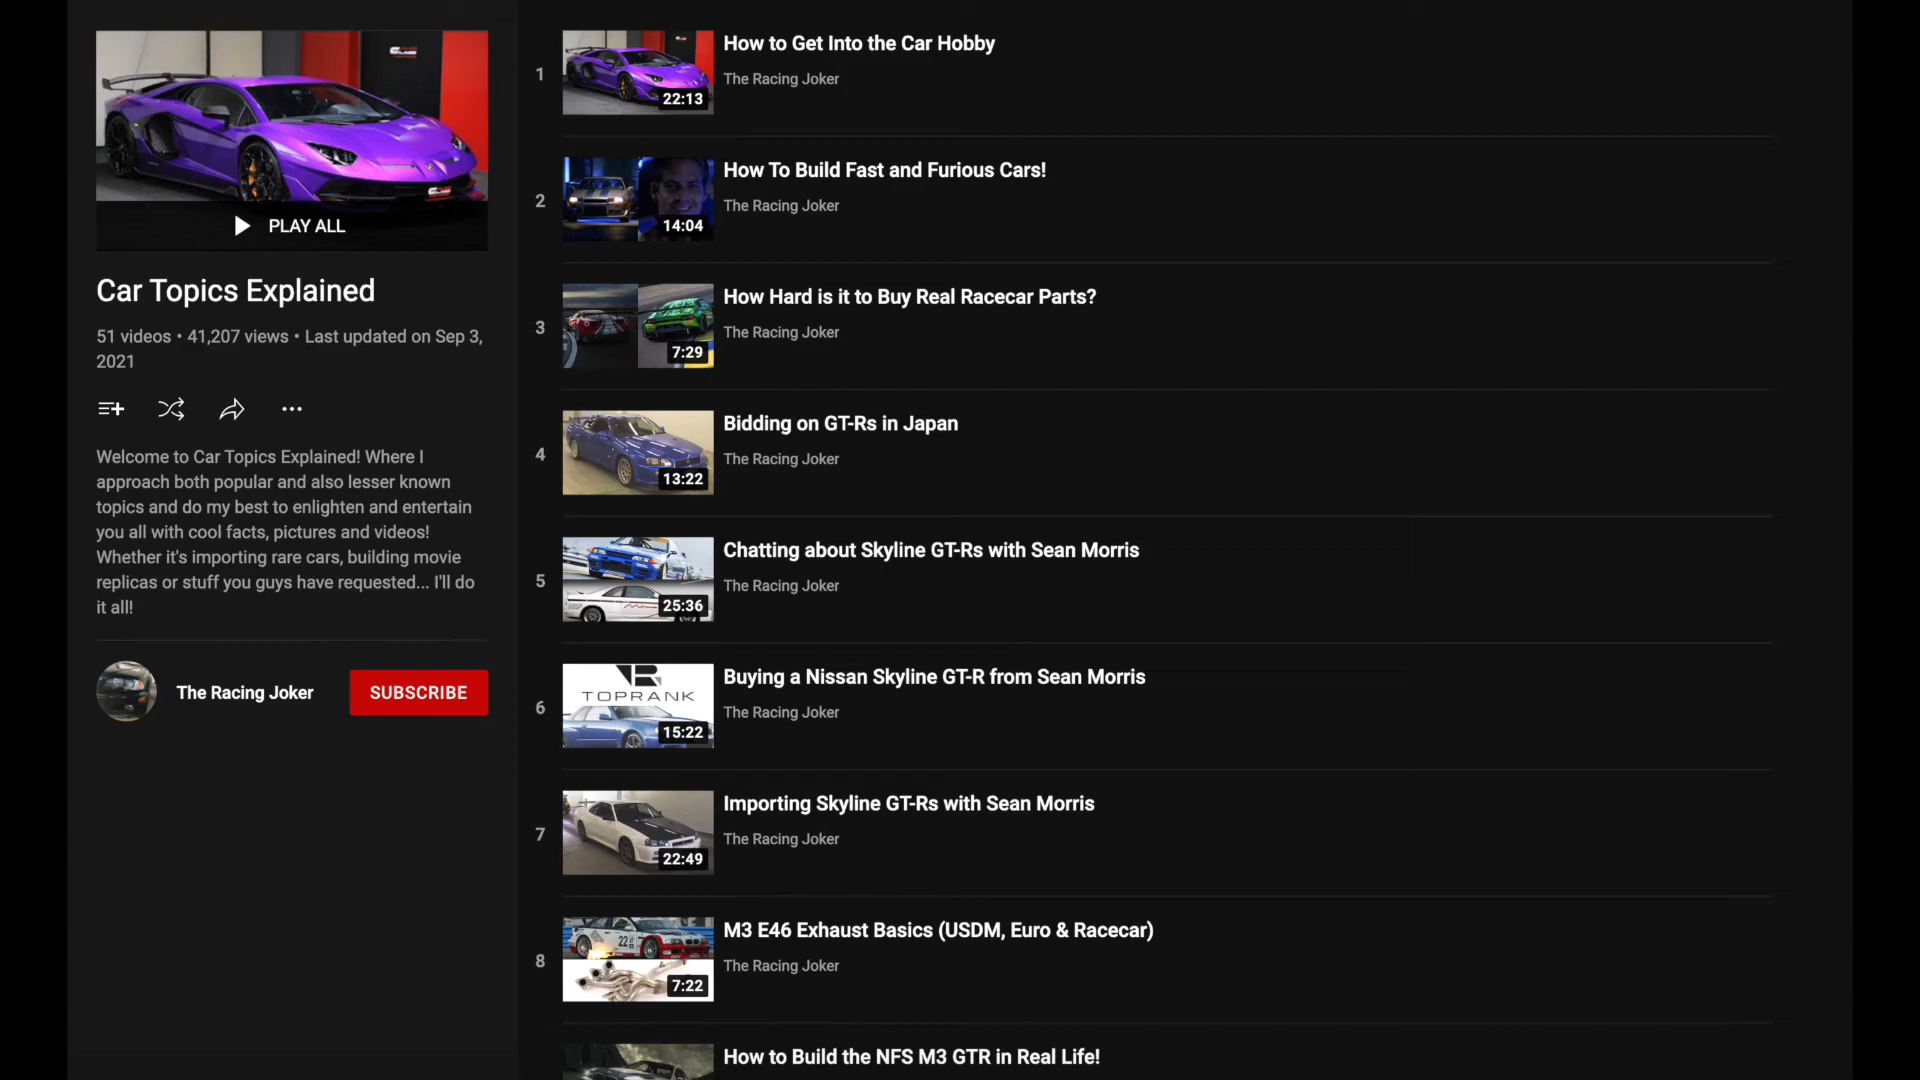 PLAY ALL
Car Topics Explained
51 videos • 41,207 views • Last updated on Sep 3,
2021
Welcome to Car Topics Explained! Where I
approach both popular and also lesser known
topics and do my best to enlighten and entertain
you all with cool facts, pictures and videos!
Whether it's importing rare cars, building movie
replicas or stuff you guys have requested... I'll do
it all!
The Racing Joker
SUBSCRIBE
1
22:13
How to Get Into the Car Hobby
The Racing Joker
2
14:04
How To Build Fast and Furious Cars!
The Racing Joker
3
7:29
How Hard is it to Buy Real Racecar Parts?
The Racing Joker
4
13:22
Bidding on GT-Rs in Japan
The Racing Joker
5
25:36
Chatting about Skyline GT-Rs with Sean Morris
The Racing Joker
6
TOPRANK
15:22
Buying a Nissan Skyline GT-R from Sean Morris
The Racing Joker
7
22:49
Importing Skyline GT-Rs with Sean Morris
The Racing Joker
8
22
7:22
M3 E46 Exhaust Basics (USDM, Euro & Racecar)
The Racing Joker
How to Build the NFS M3 GTR in Real Life!